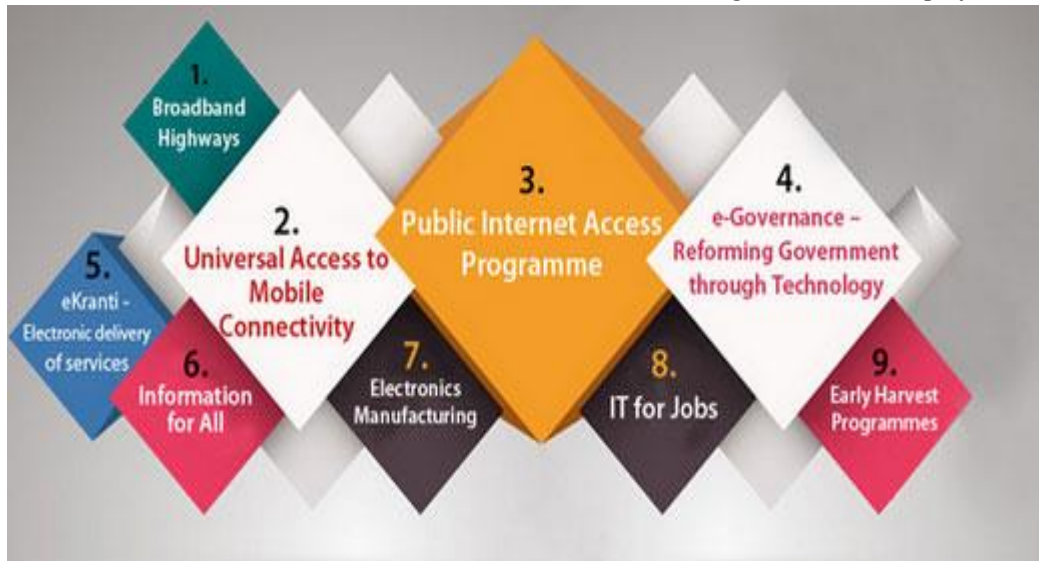 1.
Broadband
Highways
2.
Universal Access to
Mobile
Connectivity
3.
Public Internet Access
Programme
4.
e-Governance –
Reforming Government
through Technology
5.
eKranti -
Electronic delivery
of services
6.
Information
for All
7.
Electronics
Manufacturing
8.
IT for Jobs
9.
Early Harvest
Programmes